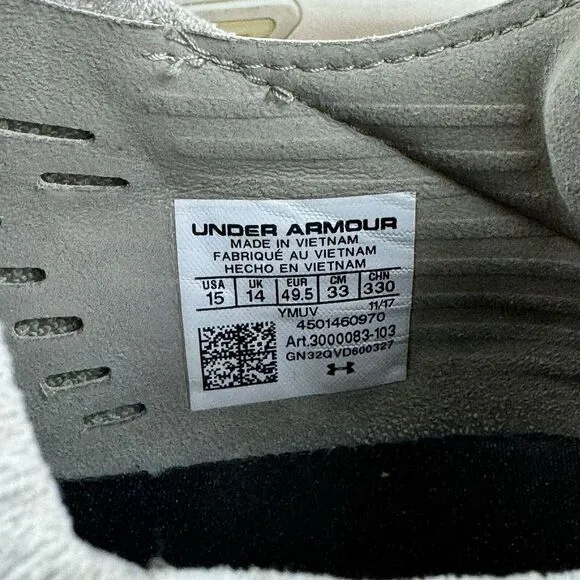 UNDER ARMOUR
MADE IN VIETNAM
FABRIQUÉ AU VIETNAM
HECHO EN VIETNAM
USA UK EUR CM CHN
15 14 49.5 33 330
YMUV 11/17
4501460970
Art.3000083-103
GN32QVD600327